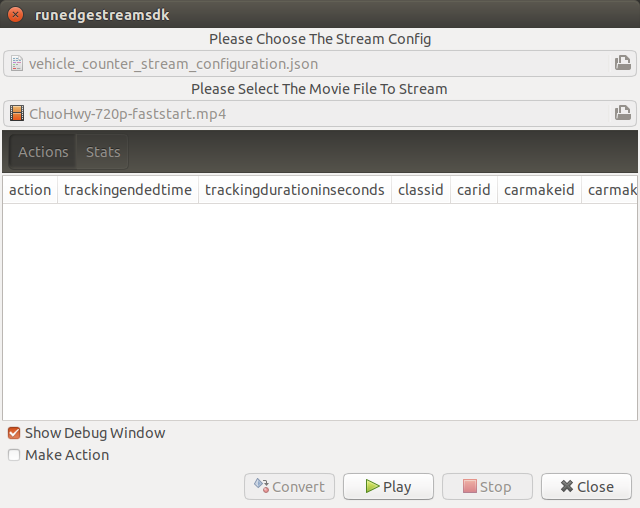 runedgestreamsdk
Please Choose The Stream Config
vehicle_counter_stream_configuration.json
Please Select The Movie File To Stream
ChuoHwy-720p-faststart.mp4
Actions Stats
action trackingendedtime trackingdurationinseconds classid carid carmakeid carmak
Show Debug Window
Make Action
Convert Play Stop Close